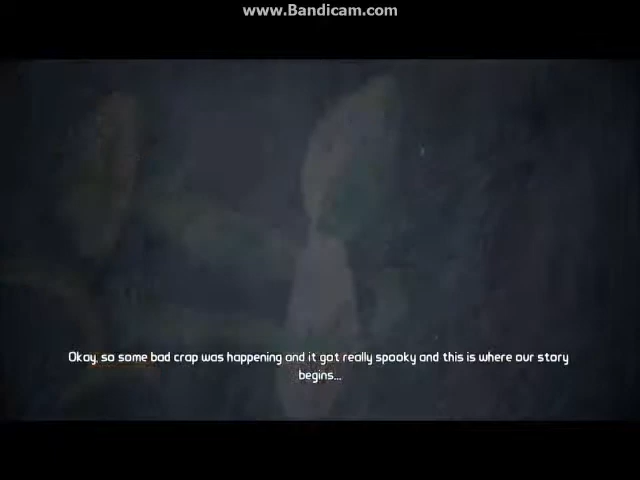 www.Bandicam.com
Okay, so some bad crap was happening and it got really spooky and this is where our story
begins...